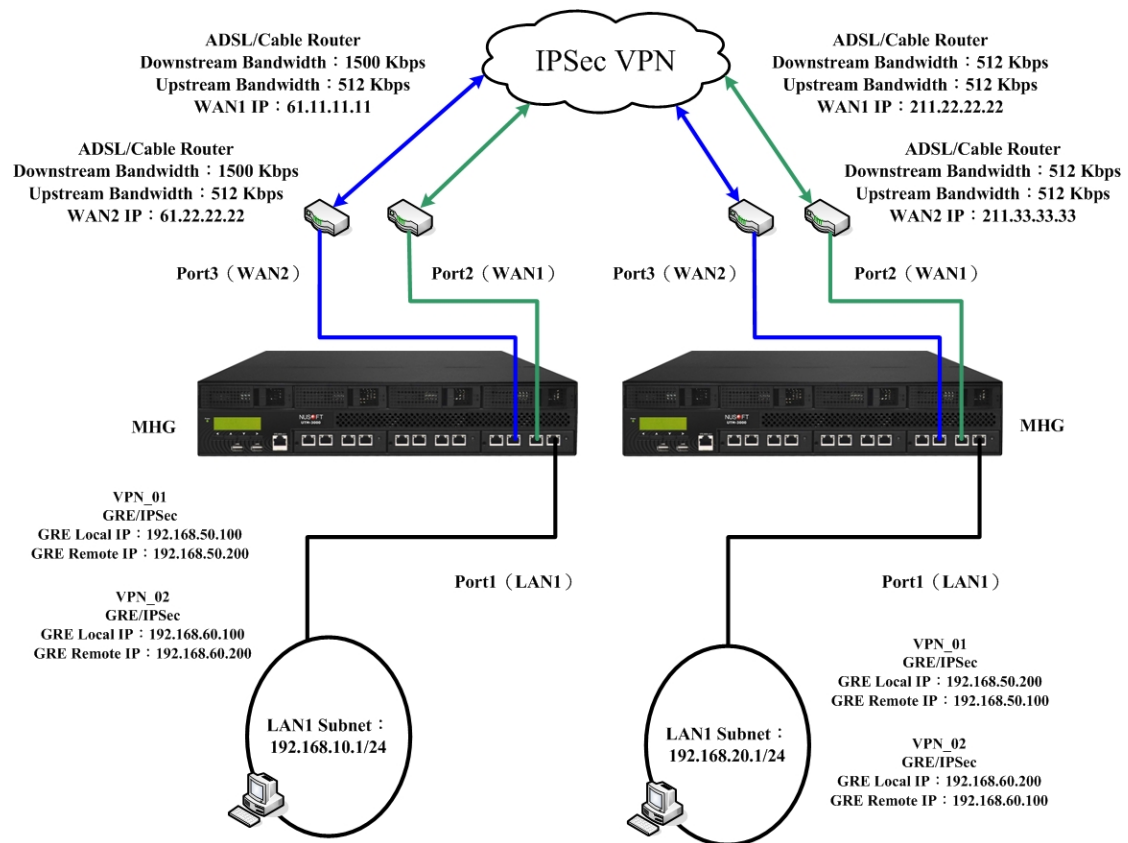 IPSec VPN
ADSL/Cable Router
Downstream Bandwidth：1500 Kbps
Upstream Bandwidth：512 Kbps
WAN1 IP：61.11.11.11
ADSL/Cable Router
Downstream Bandwidth：512 Kbps
Upstream Bandwidth：512 Kbps
WAN1 IP：211.22.22.22
ADSL/Cable Router
Downstream Bandwidth：1500 Kbps
Upstream Bandwidth：512 Kbps
WAN2 IP：61.22.22.22
ADSL/Cable Router
Downstream Bandwidth：512 Kbps
Upstream Bandwidth：512 Kbps
WAN2 IP：211.33.33.33
Port3（WAN2）
Port2（WAN1）
Port3（WAN2）
Port2（WAN1）
MHG
NUSOFT
NUSOFT
MHG
VPN_01
GRE/IPSec
GRE Local IP：192.168.50.100
GRE Remote IP：192.168.50.200
VPN_02
GRE/IPSec
GRE Local IP：192.168.60.100
GRE Remote IP：192.168.60.200
Port1（LAN1）
Port1（LAN1）
LAN1 Subnet：
192.168.10.1/24
LAN1 Subnet：
192.168.20.1/24
VPN_01
GRE/IPSec
GRE Local IP：192.168.50.200
GRE Remote IP：192.168.50.100
VPN_02
GRE/IPSec
GRE Local IP：192.168.60.200
GRE Remote IP：192.168.60.100